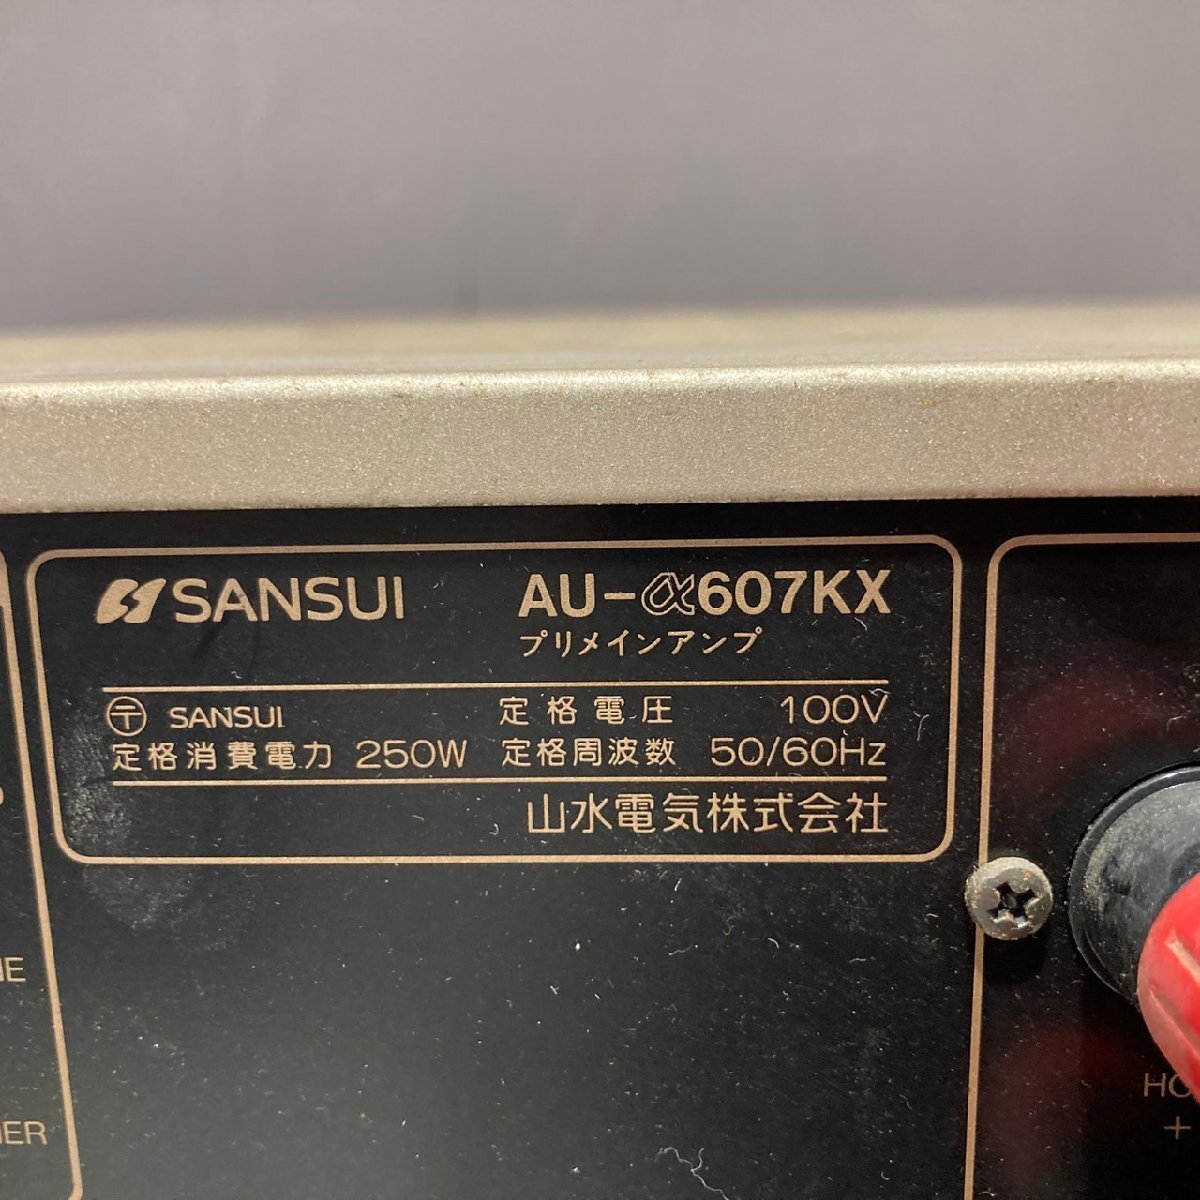 SANSUI AU-α607KX
プリメインアンプ
〒 SANSUI 定格電圧 100V
定格消費電力 250W 定格周波数 50/60Hz
山水電気株式会社